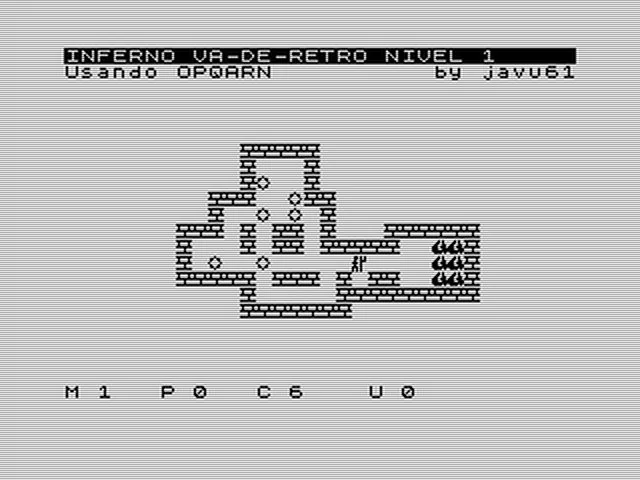 INFERNO VA-DE-RETRO NIVEL 1
Usando OPQARN by javu61
M 1 P 0 C 6 U 0